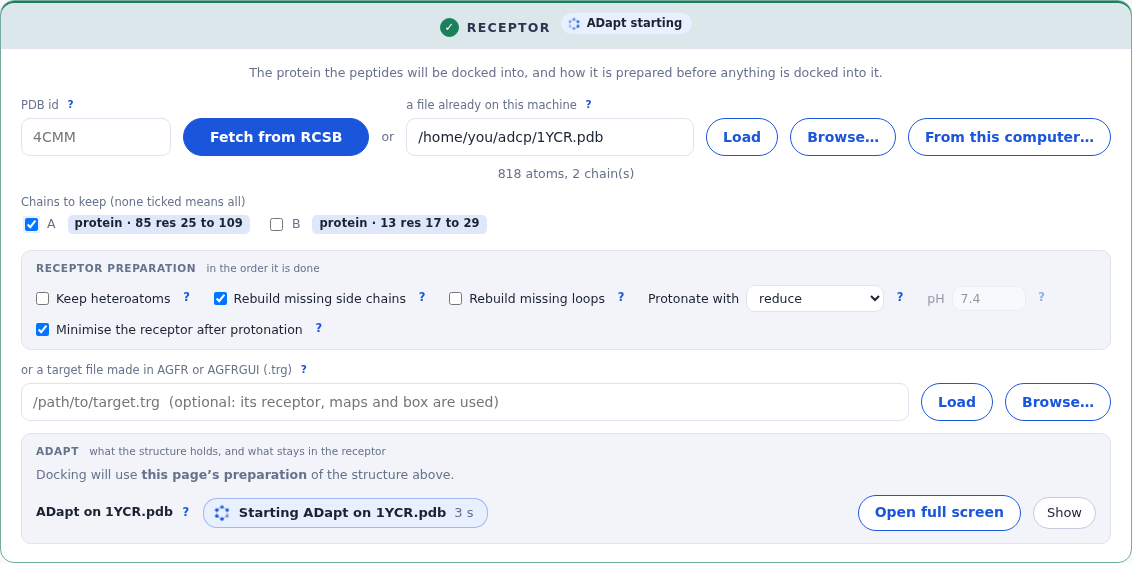 ✓ RECEPTOR ADapt starting
The protein the peptides will be docked into, and how it is prepared before anything is docked into it.
PDB id ? a file already on this machine ?
4CMM Fetch from RCSB or /home/you/adcp/1YCR.pdb Load Browse… From this computer…
818 atoms, 2 chain(s)
Chains to keep (none ticked means all)
A protein · 85 res 25 to 109 B protein · 13 res 17 to 29
RECEPTOR PREPARATION in the order it is done
Keep heteroatoms ? Rebuild missing side chains ? Rebuild missing loops ? Protonate with reduce ? pH 7.4 ?
Minimise the receptor after protonation ?
or a target file made in AGFR or AGFRGUI (.trg) ?
/path/to/target.trg (optional: its receptor, maps and box are used) Load Browse…
ADAPT what the structure holds, and what stays in the receptor
Docking will use this page’s preparation of the structure above.
ADapt on 1YCR.pdb ? Starting ADapt on 1YCR.pdb 3 s Open full screen Show